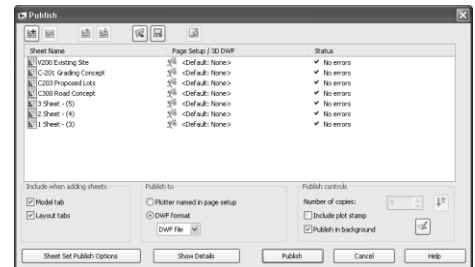 Publish
Sheet Name Page Setup / 3D DWF Status
V200 Existing Site <Default: None> No errors
C-201 Grading Concept <Default: None> No errors
C203 Proposed Lots <Default: None> No errors
C300 Road Concept <Default: None> No errors
3 Sheet - (5) <Default: None> No errors
2 Sheet - (4) <Default: None> No errors
1 Sheet - (3) <Default: None> No errors
Include when adding sheets Publish to Publish controls
Model tab Plotter named in page setup Number of copies: 1
Layout tabs DWF format Include plot stamp
DWF file Publish in background
Sheet Set Publish Options Show Details Publish Cancel Help